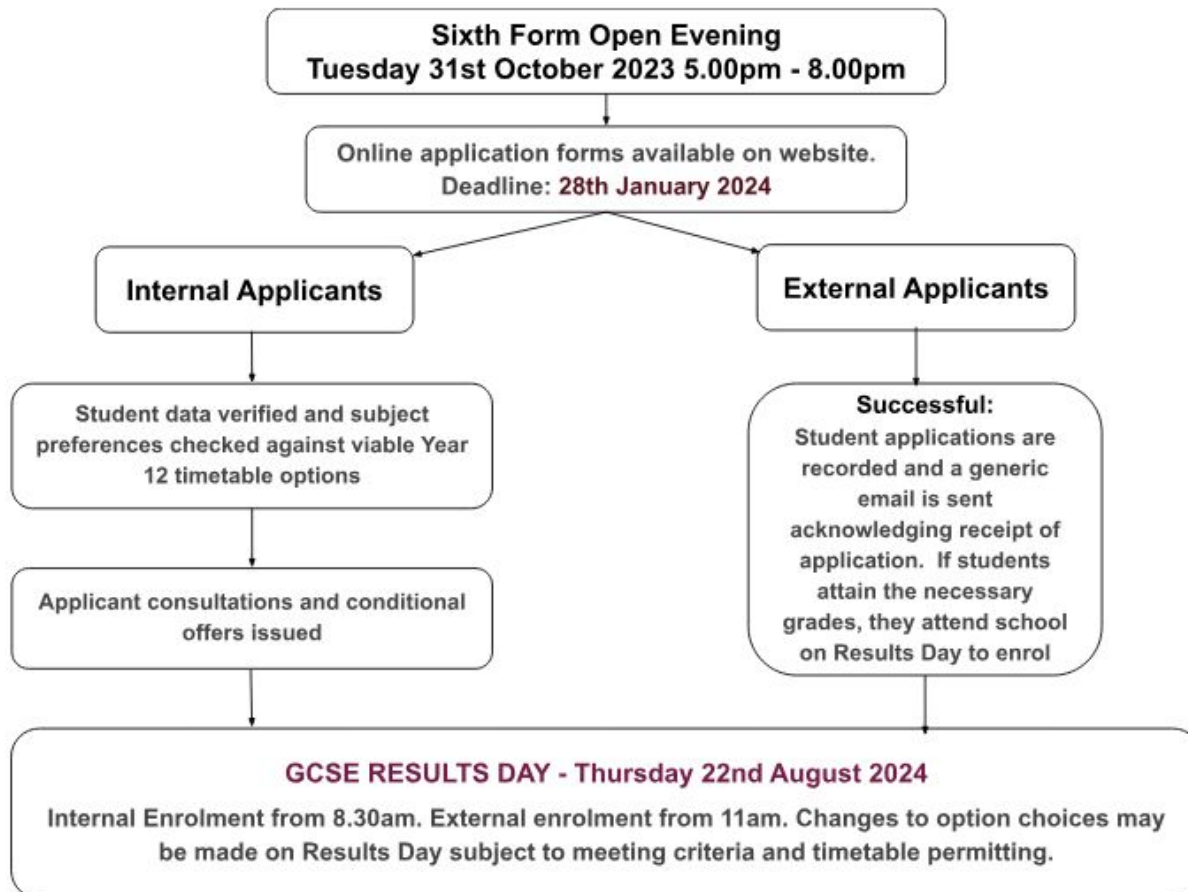 Sixth Form Open Evening
Tuesday 31st October 2023 5.00pm - 8.00pm
Online application forms available on website.
Deadline: 28th January 2024
Internal Applicants
External Applicants
Student data verified and subject
preferences checked against viable Year
12 timetable options
Applicant consultations and conditional
offers issued
Successful:
Student applications are
recorded and a generic
email is sent
acknowledging receipt of
application.  If students
attain the necessary
grades, they attend school
on Results Day to enrol
GCSE RESULTS DAY - Thursday 22nd August 2024
Internal Enrolment from 8.30am. External enrolment from 11am. Changes to option choices may
be made on Results Day subject to meeting criteria and timetable permitting.